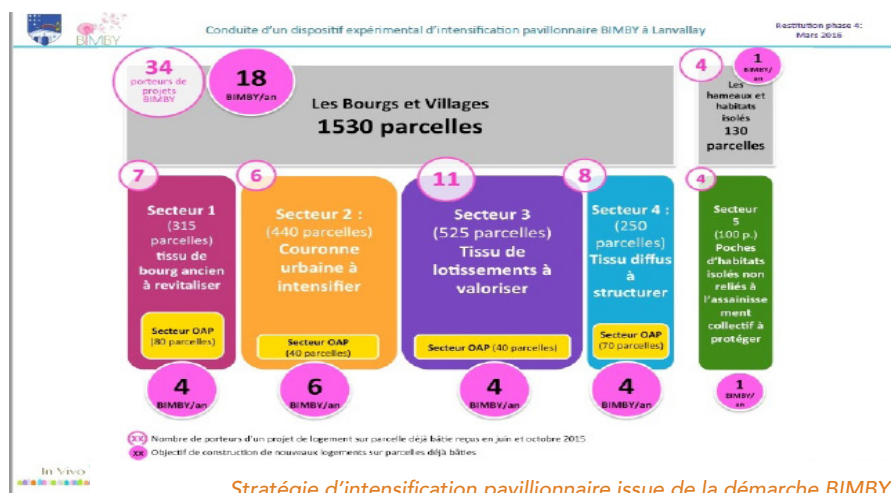 BIMBY
Conduite d'un dispositif expérimental d'intensification pavillonnaire BIMBY à Lanvallay
Restitution phase 4:
Mars 2016
34
porteurs de
projets
BIMBY
18
BIMBY/an
Les Bourgs et Villages
1530 parcelles
4
1
BIMBY/
an
Les
hameaux et
habitats
isolés
130
parcelles
7
Secteur 1
(315
parcelles)
tissu de
bourg ancien
à revitaliser
Secteur OAP
(80 parcelles)
4
BIMBY/an
6
Secteur 2 :
(440 parcelles)
Couronne
urbaine à
intensifier
Secteur OAP
(40 parcelles)
6
BIMBY/an
11
Secteur 3
(525 parcelles)
Tissu de
lotissements à
valoriser
Secteur OAP (40 parcelles)
4
BIMBY/an
8
Secteur 4 :
(250
parcelles)
Tissu diffus
à
structurer
Secteur OAP
(70 parcelles)
4
BIMBY/an
4
Secteur
5
(100 p.)
Poches
d'habitats
isolés non
reliés à
l'assainisse
ment
collectif à
protéger
1
BIMBY/
an
xx Nombre de porteurs d'un projet de logement sur parcelle déjà bâtie reçus en juin et octobre 2015
xx Objectif de construction de nouveaux logements sur parcelles déjà bâties
In Vivo
Stratégie d'intensification pavillonnaire issue de la démarche BIMBY